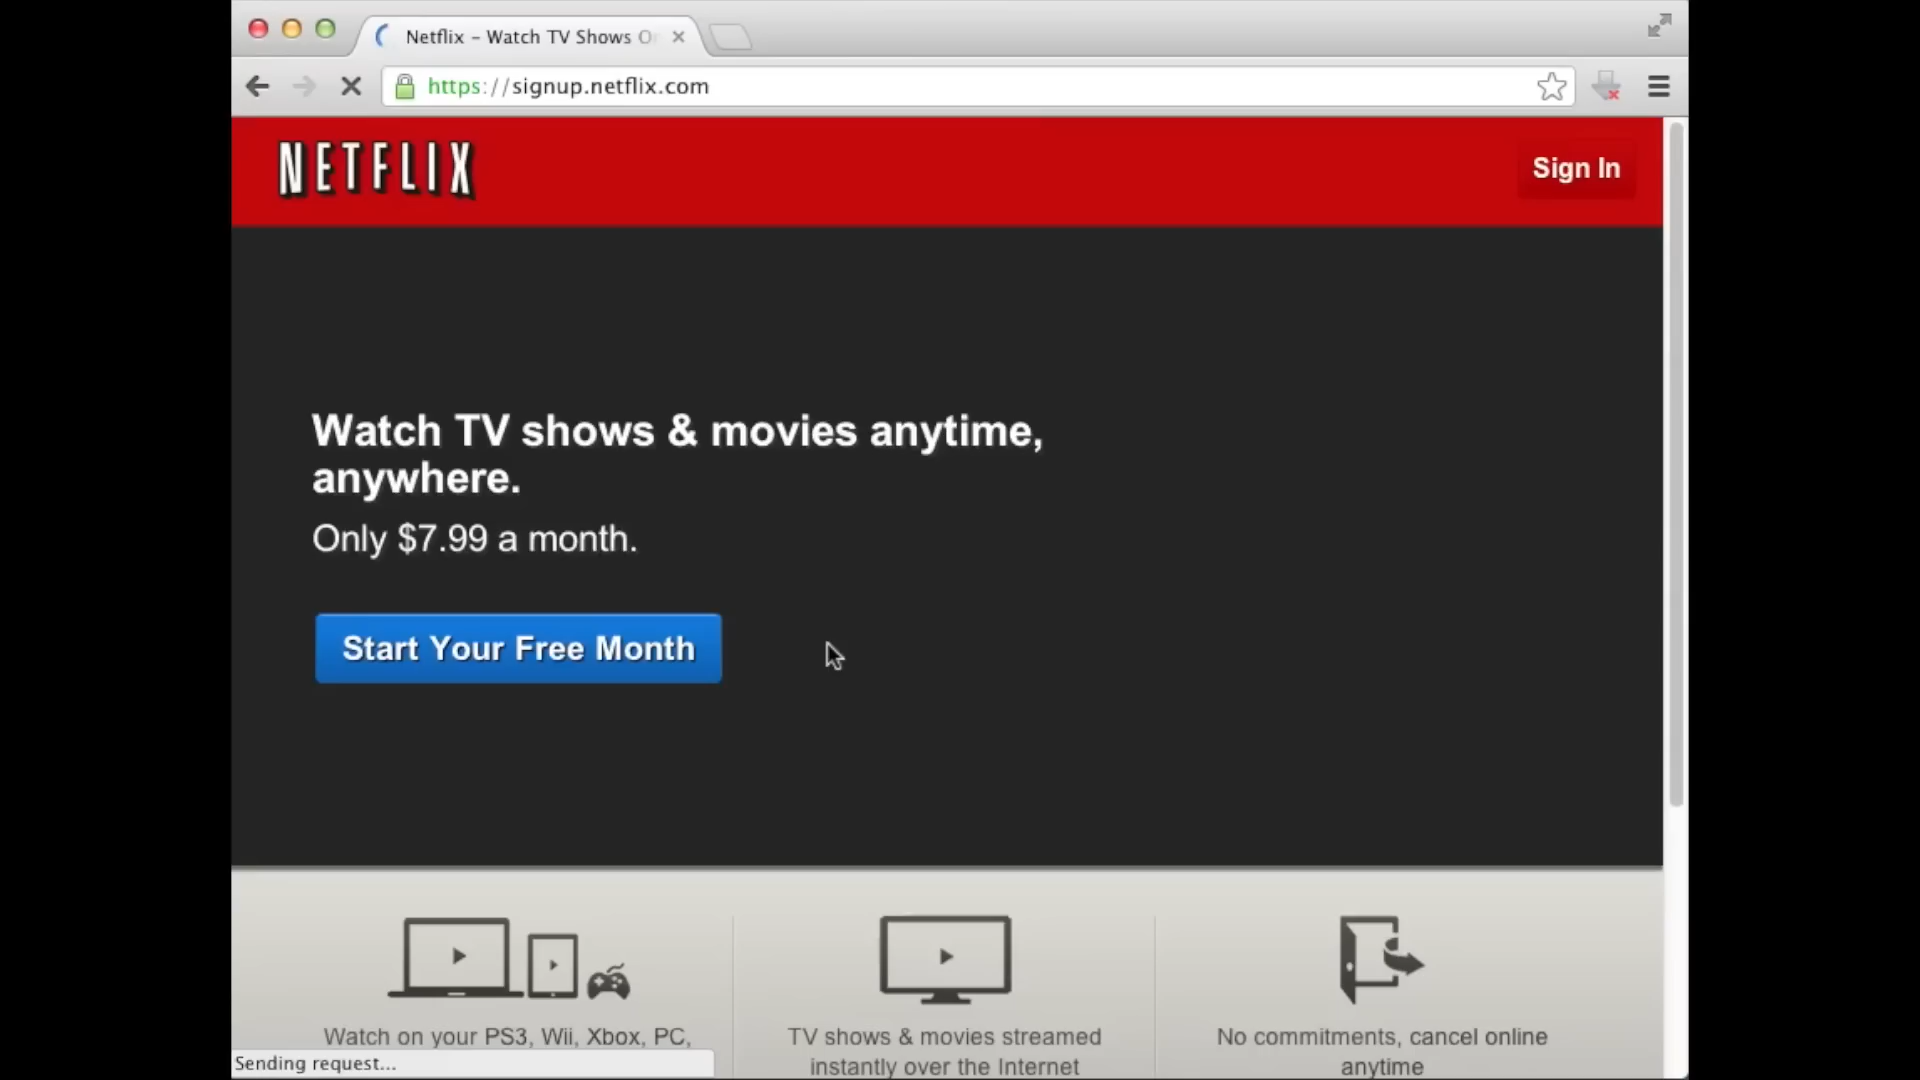 Netflix – Watch TV Shows O
https://signup.netflix.com
NETFLIX
Sign In
Watch TV shows & movies anytime,
anywhere.
Only $7.99 a month.
Start Your Free Month
Watch on your PS3, Wii, Xbox, PC,
TV shows & movies streamed
instantly over the Internet
No commitments, cancel online
anytime
Sending request...